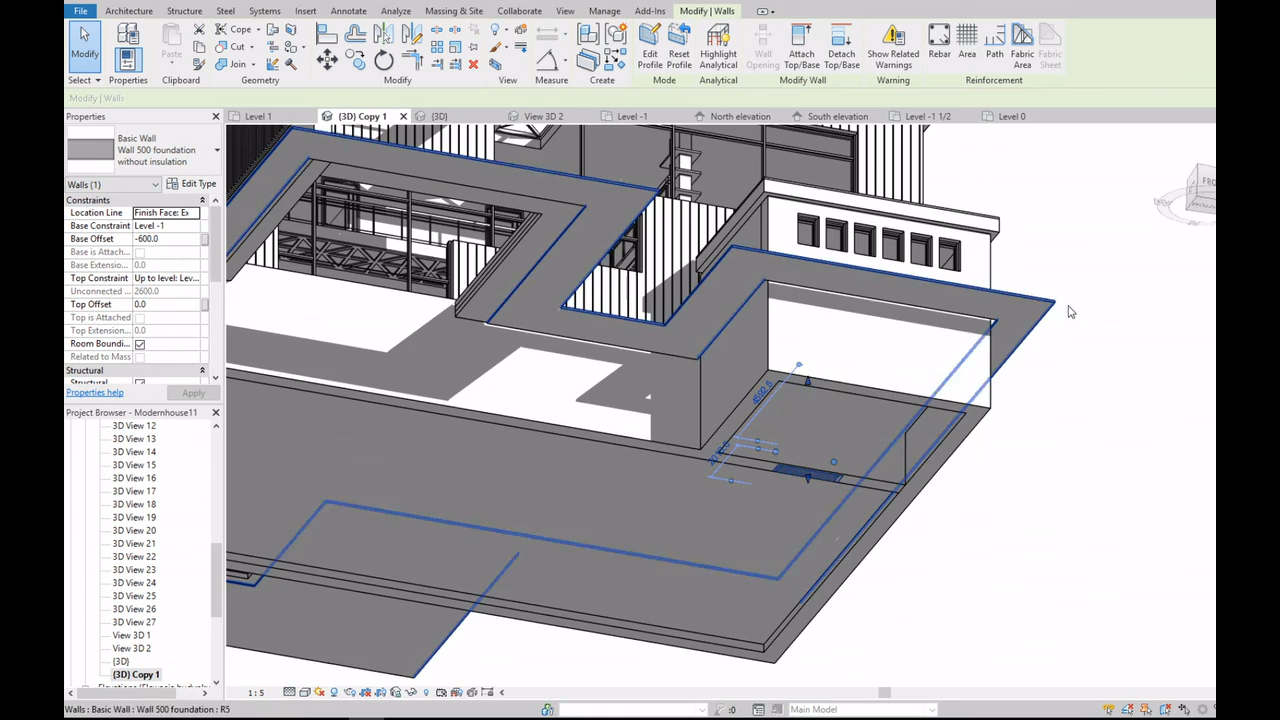 File Architecture Structure Steel Systems Insert Annotate Analyze Massing & Site Collaborate View Manage Add-Ins Modify | Walls
Modify
Select
Properties
Paste
Clipboard
Cope
Cut
Join
Geometry
Modify
View
Measure
Create
Edit
Profile
Reset
Profile
Mode
Highlight
Analytical
Analytical
Wall
Opening
Attach
Top/Base
Detach
Top/Base
Modify Wall
Show Related
Warnings
Warning
Rebar
Area
Path
Fabric
Area
Fabric
Sheet
Reinforcement
Modify | Walls
Properties
Level 1 {3D} Copy 1 {3D} View 3D 2 Level -1 North elevation South elevation Level -1 1/2 Level 0
Basic Wall
Wall 500 foundation
without insulation
Walls (1) Edit Type
Constraints
Location Line Finish Face: Ex
Base Constraint Level -1
Base Offset -600.0
Base is Attach...
Base Extensio... 0.0
Top Constraint Up to level: Lev...
Unconnected ... 2600.0
Top Offset 0.0
Top is Attached
Top Extension... 0.0
Room Boundi...
Related to Mass
Structural
Properties help Apply
Project Browser - Modernhouse11
3D View 12
3D View 13
3D View 14
3D View 15
3D View 16
3D View 17
3D View 18
3D View 19
3D View 20
3D View 21
3D View 22
3D View 23
3D View 24
3D View 25
3D View 26
3D View 27
View 3D 1
View 3D 2
{3D}
{3D} Copy 1
1 : 5
Walls : Basic Wall : Wall 500 foundation : R5
:0
Main Model